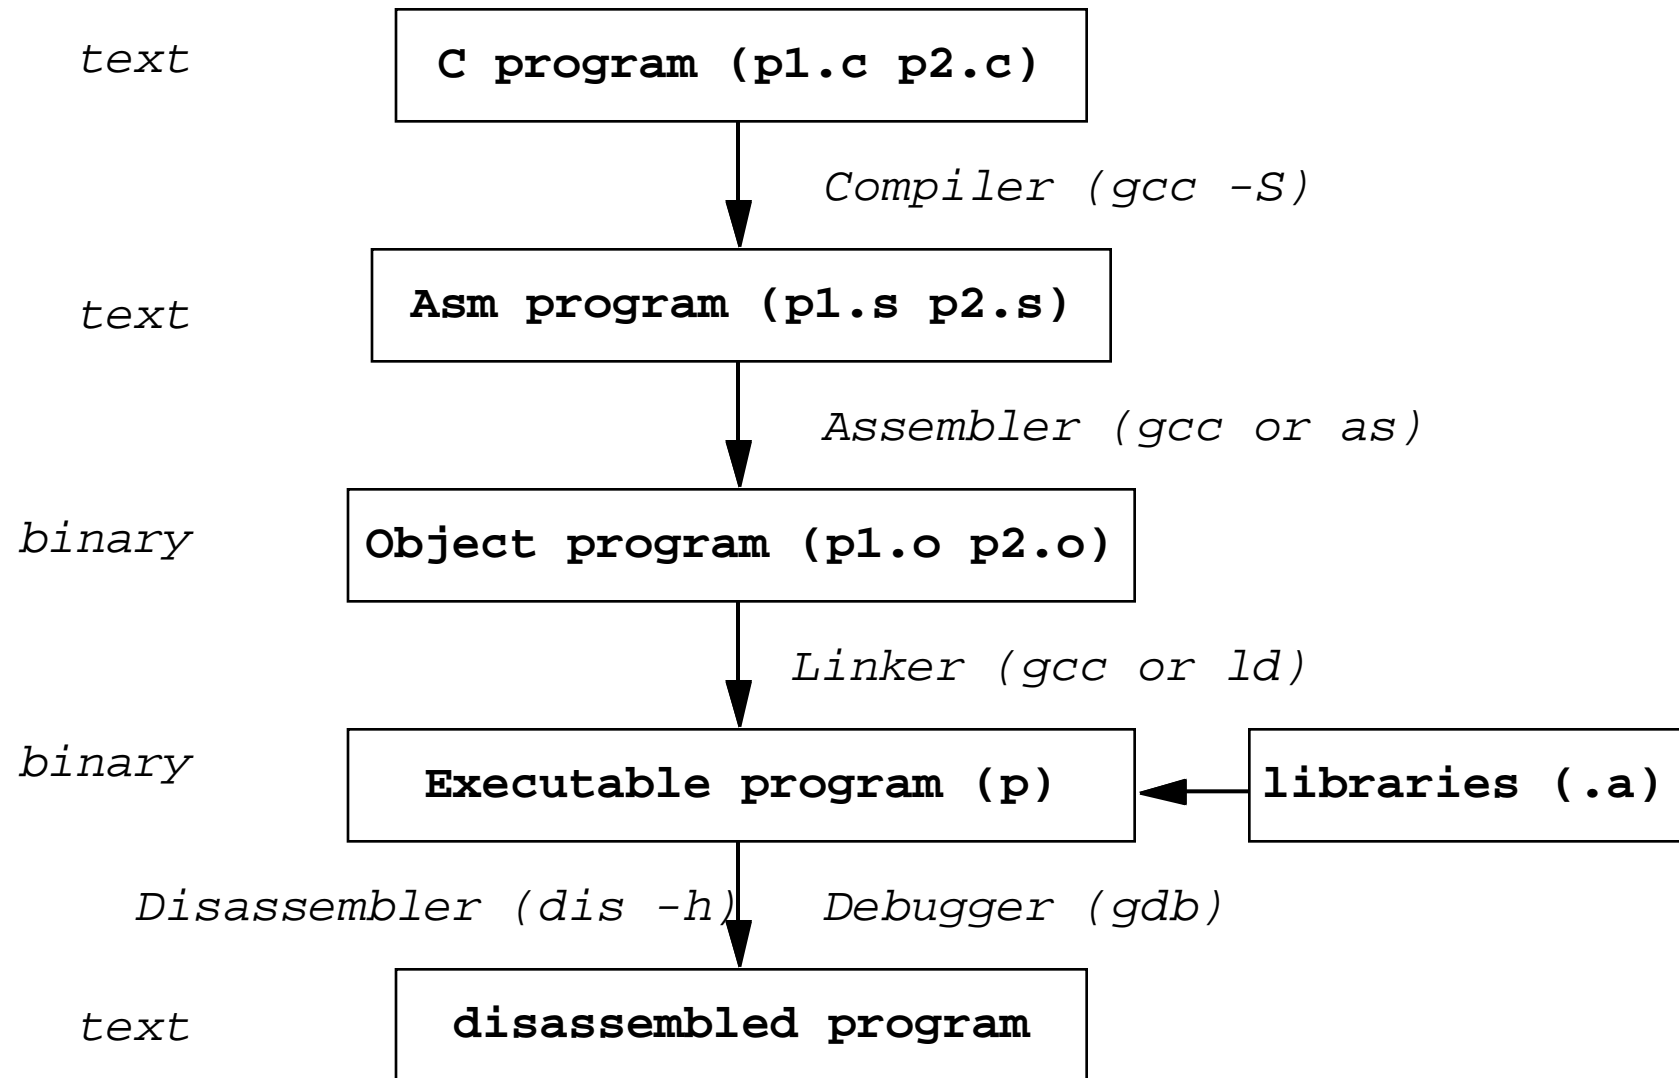 text
C program (p1.c p2.c)
Compiler (gcc -S)
text
Asm program (p1.s p2.s)
Assembler (gcc or as)
binary
Object program (p1.o p2.o)
Linker (gcc or ld)
binary
Executable program (p)
libraries (.a)
Disassembler (dis -h)
Debugger (gdb)
text
disassembled program